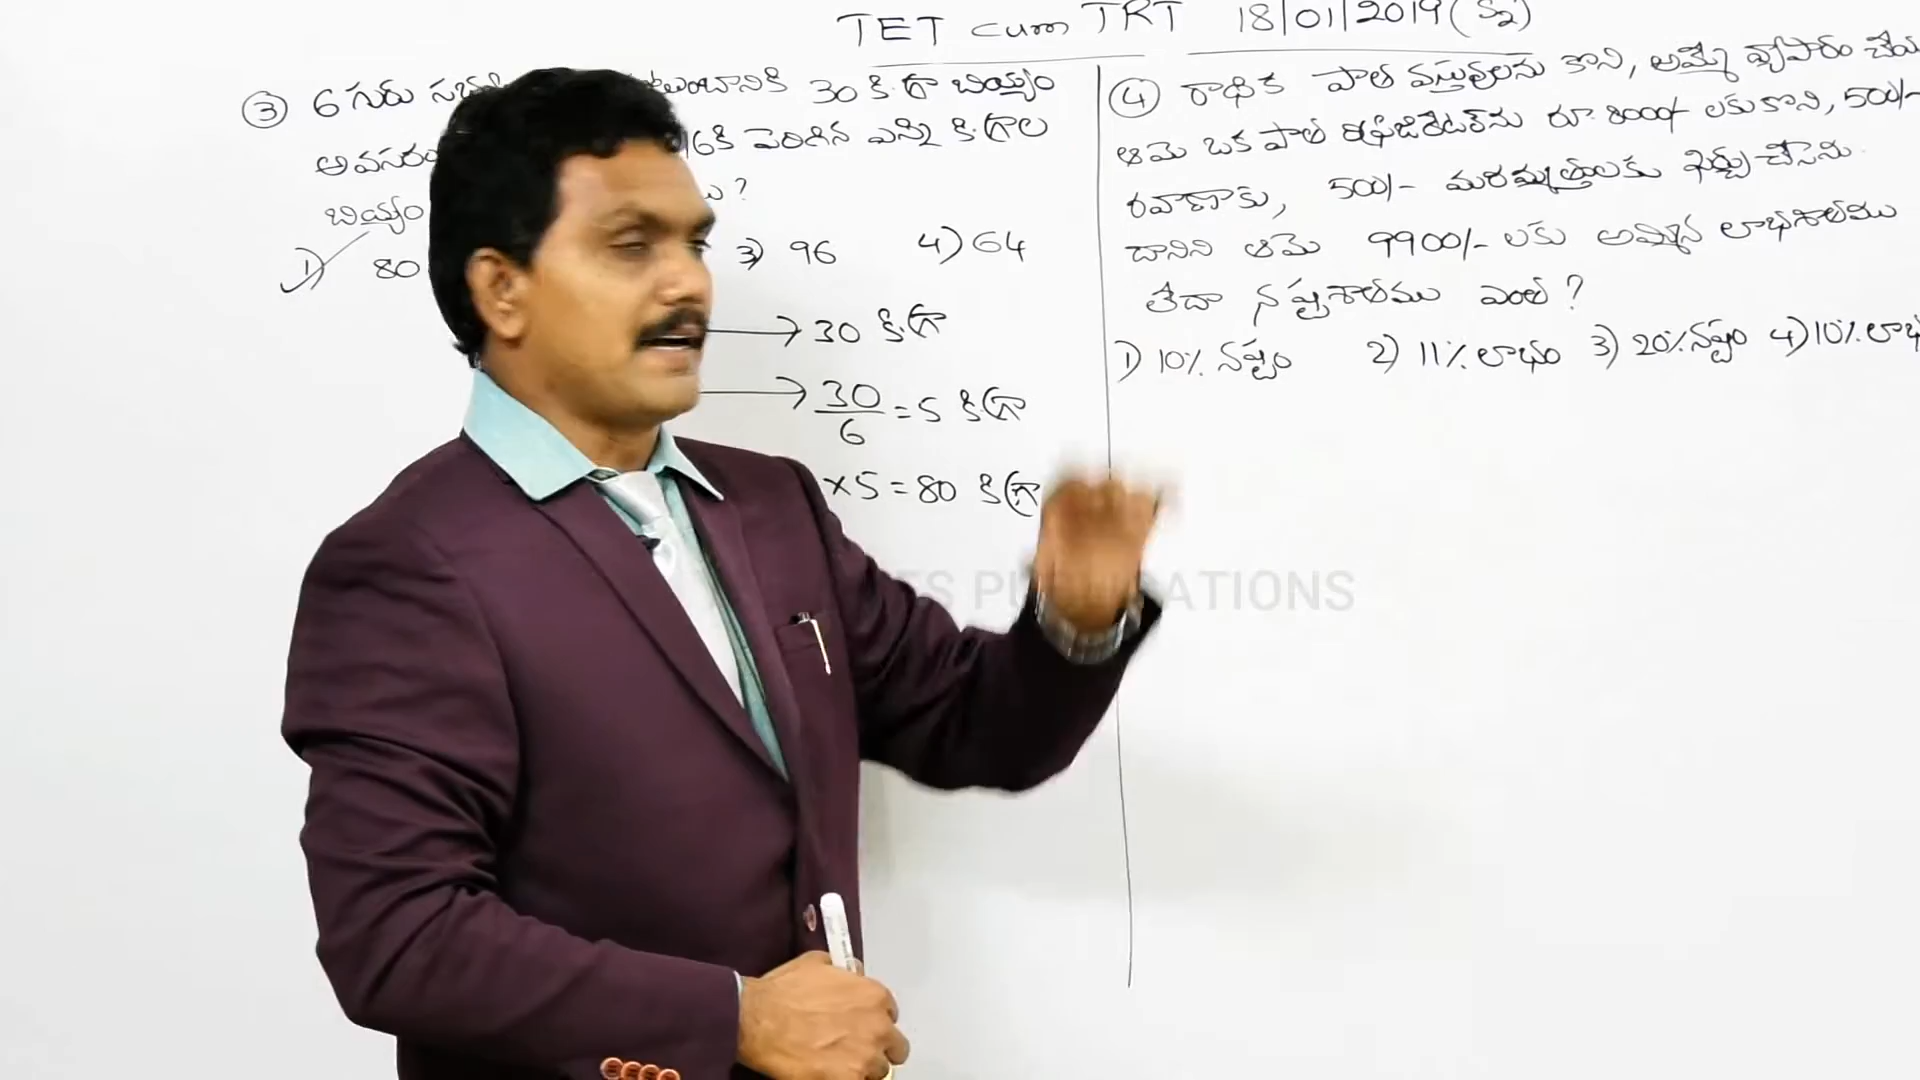 TET cum TRT 18/01/2019
③ 6 గురు 30 కి.గ్రా బియ్యం
16కి పెరిగిన ఎన్ని కి.గ్రాల
బియ్యం ?
1) 80 3) 96 4) 64
→ 30 కి.గ్రా
→ 30/6 = 5 కి.గ్రా
×5 = 80 కి.గ్రా
④ రాధిక పాత వస్తువులను కొని, అమ్మే వ్యాపారం
ఆమె ఒక పాత రిఫ్రిజిరేటర్‌ను రూ. 8000/- లకు కొని, 500/-
రవాణాకు, 500/- మరమ్మత్తులకు ఖర్చు చేసెను
దానిని ఆమె 9900/- లకు అమ్మిన లాభశాతము
లేదా నష్టశాతము ఎంత ?
1) 10% నష్టం 2) 11% లాభం 3) 20% నష్టం 4) 10%
PUBLICATIONS